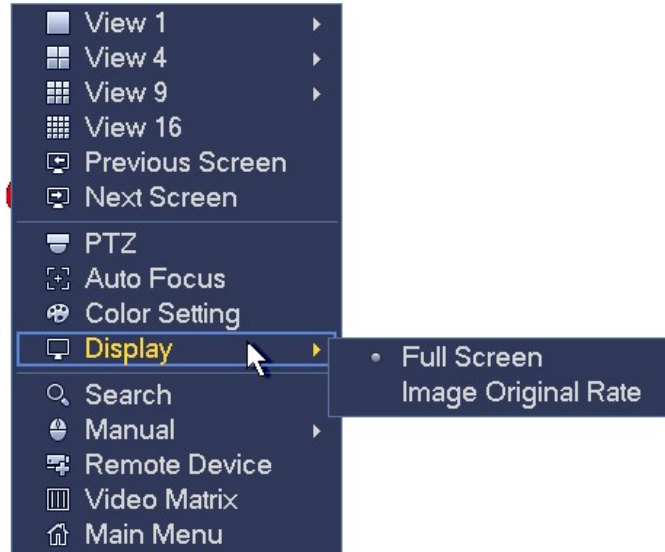 View 1
View 4
View 9
View 16
Previous Screen
Next Screen
PTZ
Auto Focus
Color Setting
Display
Full Screen
Image Original Rate
Search
Manual
Remote Device
Video Matrix
Main Menu